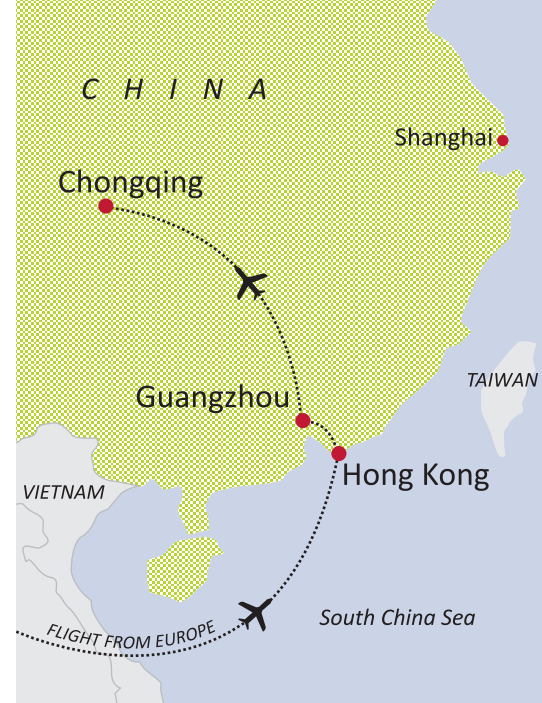 C H I N A
Shanghai
Chongqing
TAIWAN
Guangzhou
Hong Kong
VIETNAM
South China Sea
FLIGHT FROM EUROPE